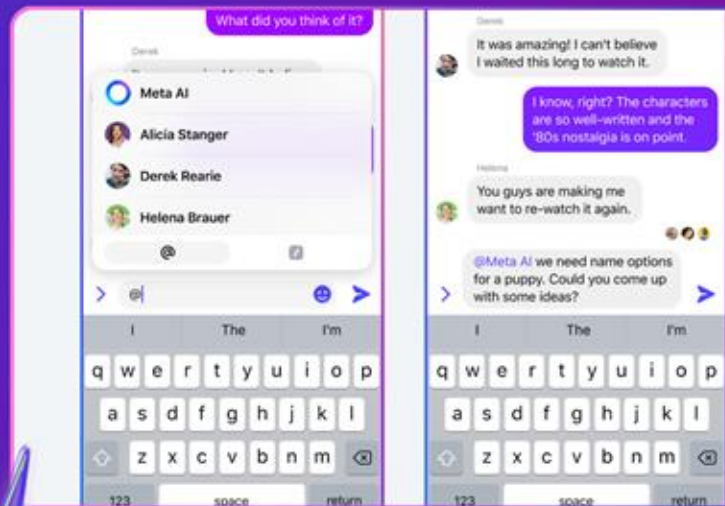 What did you think of it?
Derek
Meta AI
Alicia Stanger
Derek Rearie
Helena Brauer
@
@
I The I'm
q w e r t y u i o p
a s d f g h j k l
z x c v b n m
123 space return
Derek
It was amazing! I can't believe
I waited this long to watch it.
I know, right? The characters
are so well-written and the
'80s nostalgia is on point.
Helena
You guys are making me
want to re-watch it again.
@Meta AI we need name options
for a puppy. Could you come up
with some ideas?
I The I'm
q w e r t y u i o p
a s d f g h j k l
z x c v b n m
123 space return